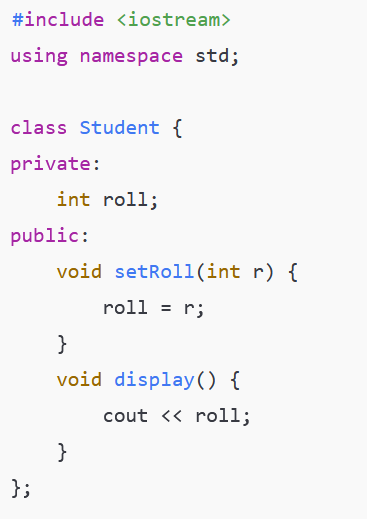 #include <iostream>
using namespace std;

class Student {
private:
    int roll;
public:
    void setRoll(int r) {
        roll = r;
    }
    void display() {
        cout << roll;
    }
};